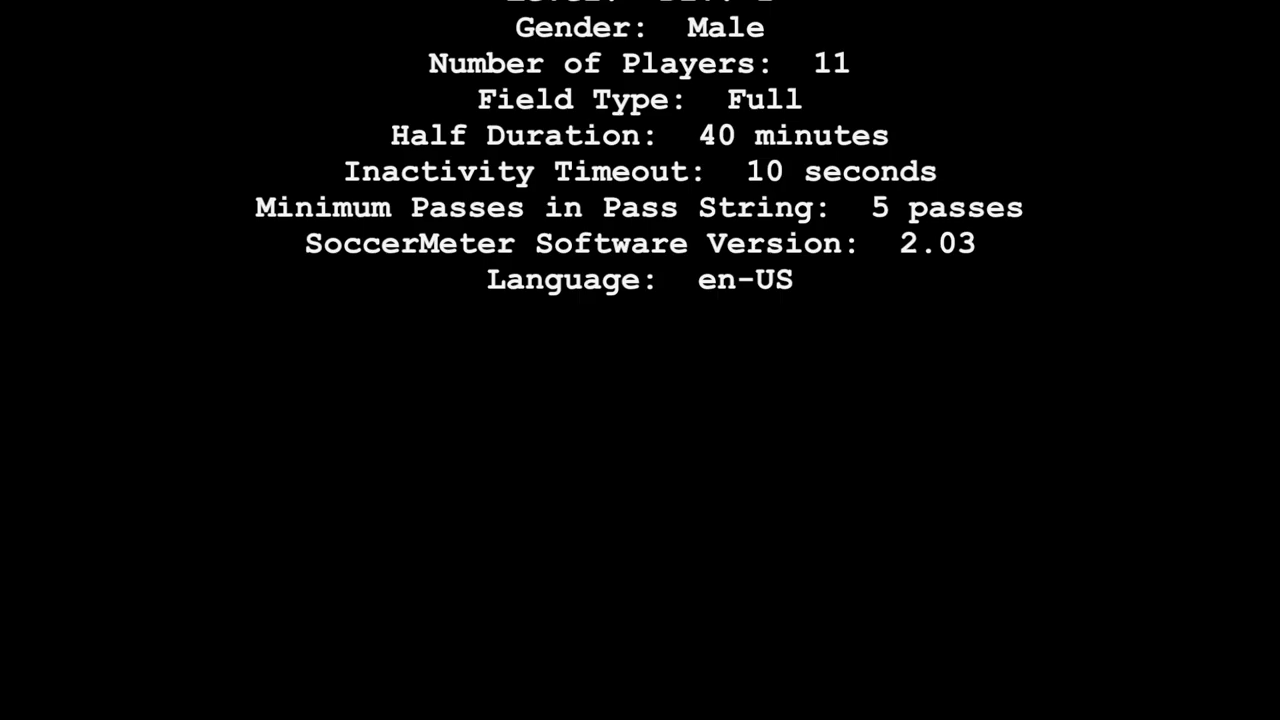 Gender:  Male
Number of Players:  11
Field Type:  Full
Half Duration:  40 minutes
Inactivity Timeout:  10 seconds
Minimum Passes in Pass String:  5 passes
SoccerMeter Software Version:  2.03
Language:  en-US